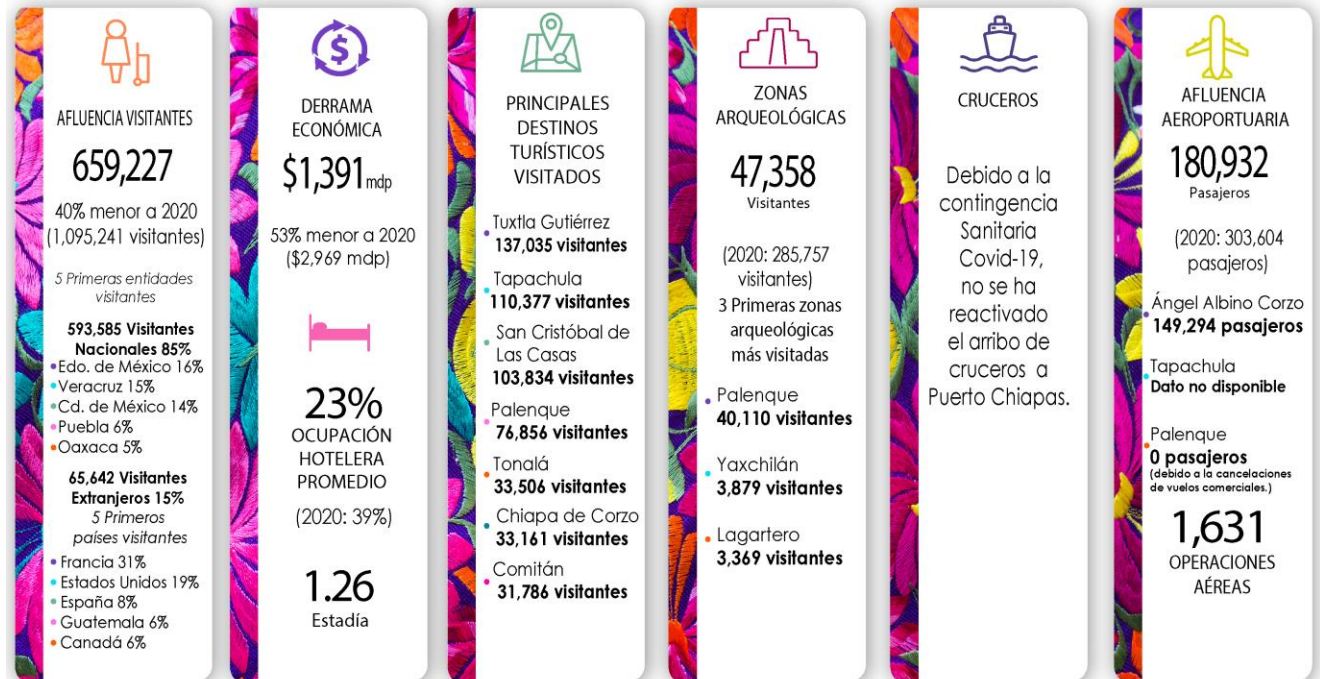 AFLUENCIA VISITANTES
659,227
40% menor a 2020
(1,095,241 visitantes)
5 Primeras entidades
visitantes
593,585 Visitantes
Nacionales 85%
Edo. de México 16%
Veracruz 15%
Cd. de México 14%
Puebla 6%
Oaxaca 5%
65,642 Visitantes
Extranjeros 15%
5 Primeros
países visitantes
Francia 31%
Estados Unidos 19%
España 8%
Guatemala 6%
Canadá 6%
$
DERRAMA
ECONÓMICA
$1,391 mdp
53% menor a 2020
($2,969 mdp)
23%
OCUPACIÓN
HOTELERA
PROMEDIO
(2020: 39%)
1.26
Estadía
PRINCIPALES
DESTINOS
TURÍSTICOS
VISITADOS
Tuxtla Gutiérrez
137,035 visitantes
Tapachula
110,377 visitantes
San Cristóbal de
Las Casas
103,834 visitantes
Palenque
76,856 visitantes
Tonalá
33,506 visitantes
Chiapa de Corzo
33,161 visitantes
Comitán
31,786 visitantes
ZONAS
ARQUEOLÓGICAS
47,358
Visitantes
(2020: 285,757
visitantes)
3 Primeras zonas
arqueológicas
más visitadas
Palenque
40,110 visitantes
Yaxchilán
3,879 visitantes
Lagartero
3,369 visitantes
CRUCEROS
Debido a la
contingencia
Sanitaria
Covid-19,
no se ha
reactivado
el arribo de
cruceros a
Puerto Chiapas.
AFLUENCIA
AEROPORTUARIA
180,932
Pasajeros
(2020: 303,604
pasajeros)
Ángel Albino Corzo
149,294 pasajeros
Tapachula
Dato no disponible
Palenque
0 pasajeros
(debido a la cancelaciones
de vuelos comerciales.)
1,631
OPERACIONES
AÉREAS